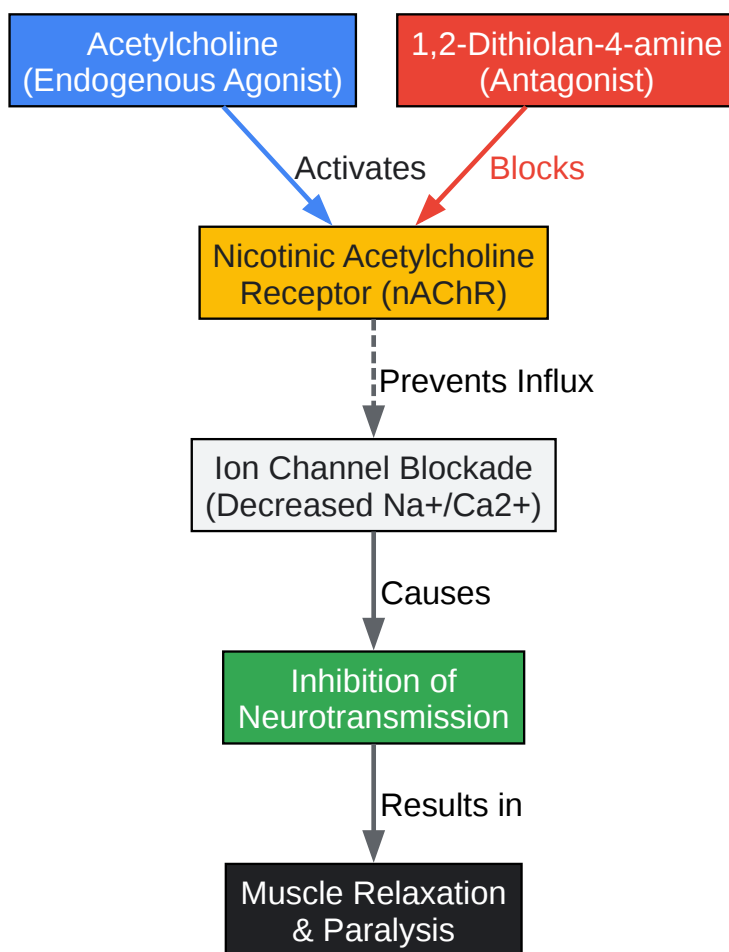 Acetylcholine
(Endogenous Agonist)
1,2-Dithiolan-4-amine
(Antagonist)
Activates
Blocks
Nicotinic Acetylcholine
Receptor (nAChR)
Prevents Influx
Ion Channel Blockade
(Decreased Na+/Ca2+)
Causes
Inhibition of
Neurotransmission
Results in
Muscle Relaxation
& Paralysis